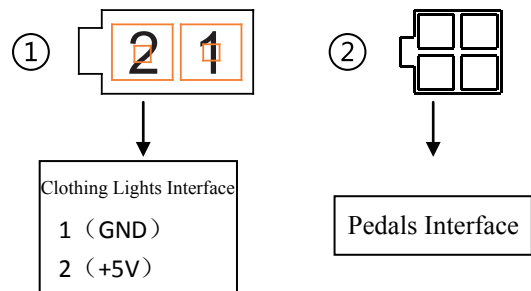 ① 2 1 ②
Clothing Lights Interface
1（GND）
2（+5V）
Pedals Interface